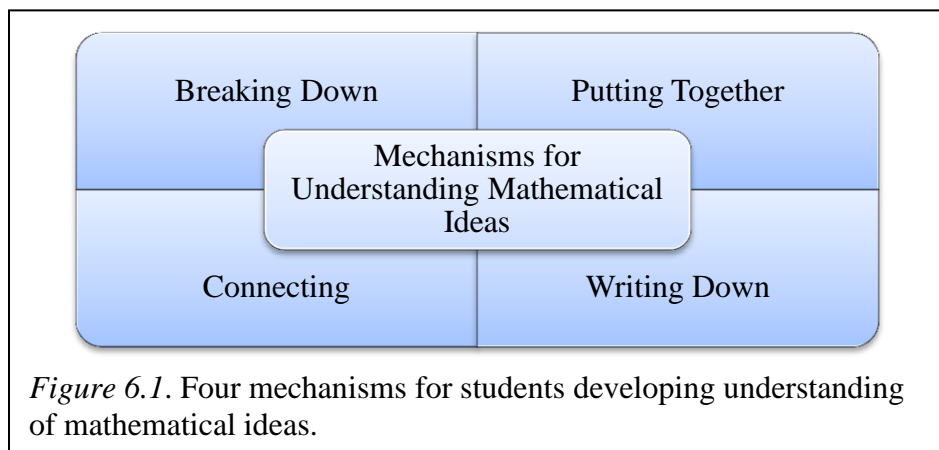 Breaking Down
Putting Together
Mechanisms for
Understanding Mathematical
Ideas
Connecting
Writing Down
Figure 6.1. Four mechanisms for students developing understanding
of mathematical ideas.